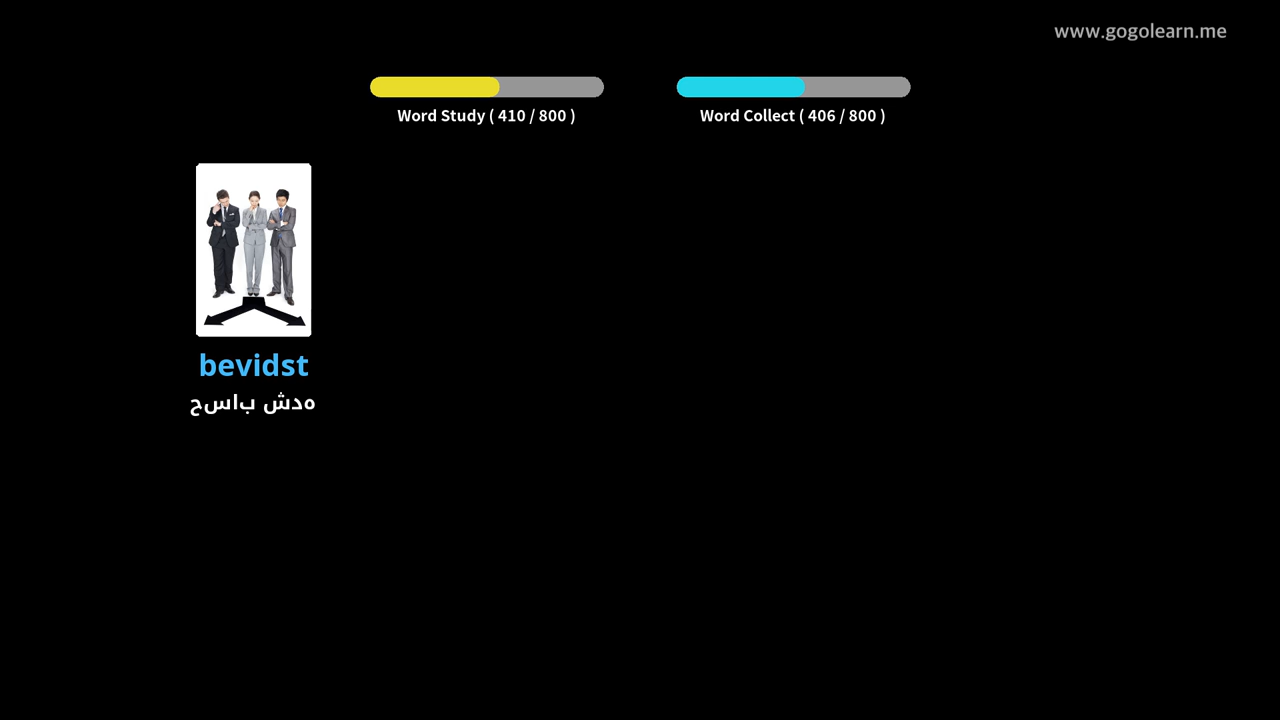 www.gogolearn.me
Word Study ( 410 / 800 )
Word Collect ( 406 / 800 )
bevidst
هدش باسح